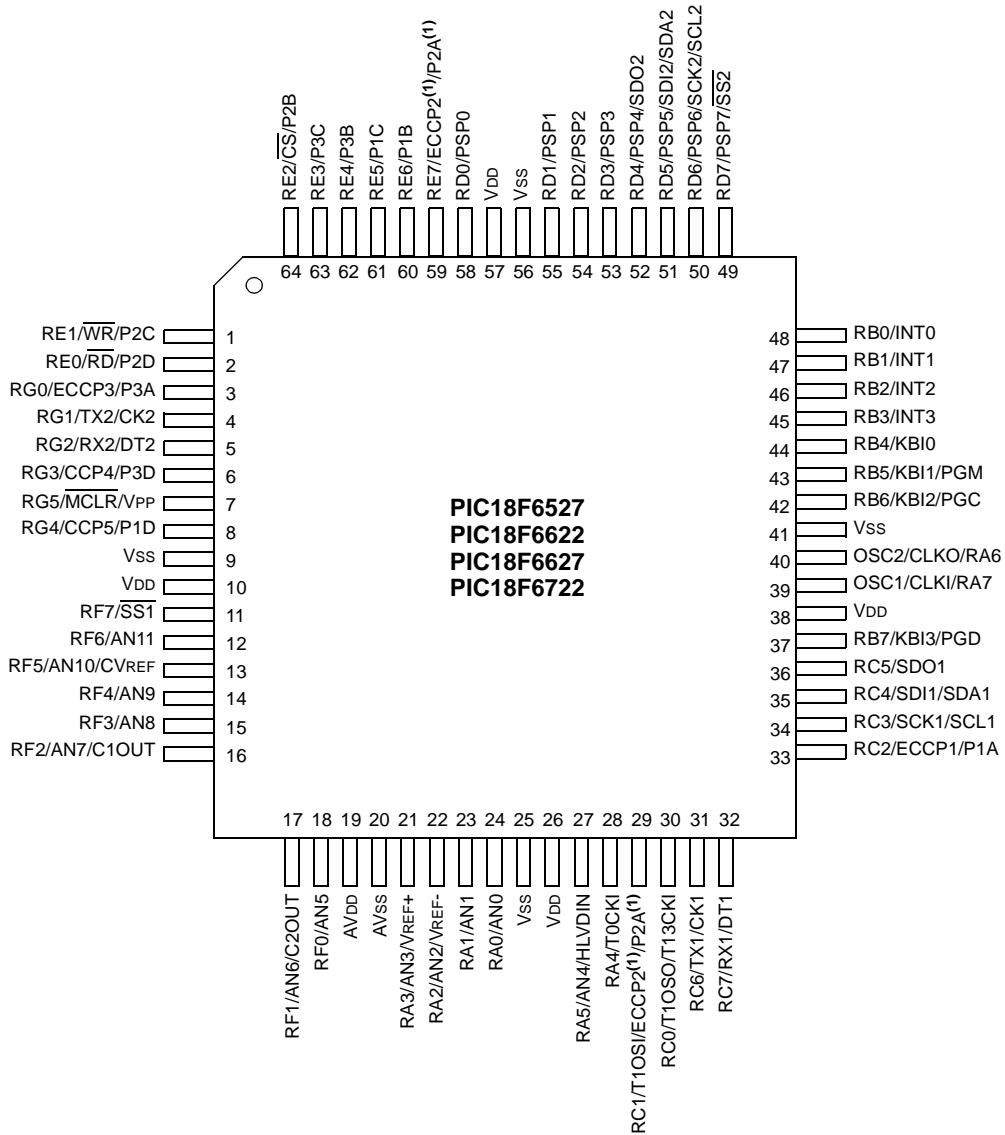 RE2/CS/P2B
RE3/P3C
RE4/P3B
RE5/P1C
RE6/P1B
RE7/ECCP2(1)/P2A(1)
RD0/PSP0
VDD
VSS
RD1/PSP1
RD2/PSP2
RD3/PSP3
RD4/PSP4/SDO2
RD5/PSP5/SDI2/SDA2
RD6/PSP6/SCK2/SCL2
RD7/PSP7/SS2
64 63 62 61 60 59 58 57 56 55 54 53 52 51 50 49
RE1/WR/P2C 1
RE0/RD/P2D 2
RG0/ECCP3/P3A 3
RG1/TX2/CK2 4
RG2/RX2/DT2 5
RG3/CCP4/P3D 6
RG5/MCLR/VPP 7
RG4/CCP5/P1D 8
VSS 9
VDD 10
RF7/SS1 11
RF6/AN11 12
RF5/AN10/CVREF 13
RF4/AN9 14
RF3/AN8 15
RF2/AN7/C1OUT 16
PIC18F6527
PIC18F6622
PIC18F6627
PIC18F6722
48 RB0/INT0
47 RB1/INT1
46 RB2/INT2
45 RB3/INT3
44 RB4/KBI0
43 RB5/KBI1/PGM
42 RB6/KBI2/PGC
41 VSS
40 OSC2/CLKO/RA6
39 OSC1/CLKI/RA7
38 VDD
37 RB7/KBI3/PGD
36 RC5/SDO1
35 RC4/SDI1/SDA1
34 RC3/SCK1/SCL1
33 RC2/ECCP1/P1A
17 18 19 20 21 22 23 24 25 26 27 28 29 30 31 32
RF1/AN6/C2OUT
RF0/AN5
AVDD
AVSS
RA3/AN3/VREF+
RA2/AN2/VREF-
RA1/AN1
RA0/AN0
VSS
VDD
RA5/AN4/HLVDIN
RA4/T0CKI
RC1/T1OSI/ECCP2(1)/P2A(1)
RC0/T1OSO/T13CKI
RC6/TX1/CK1
RC7/RX1/DT1